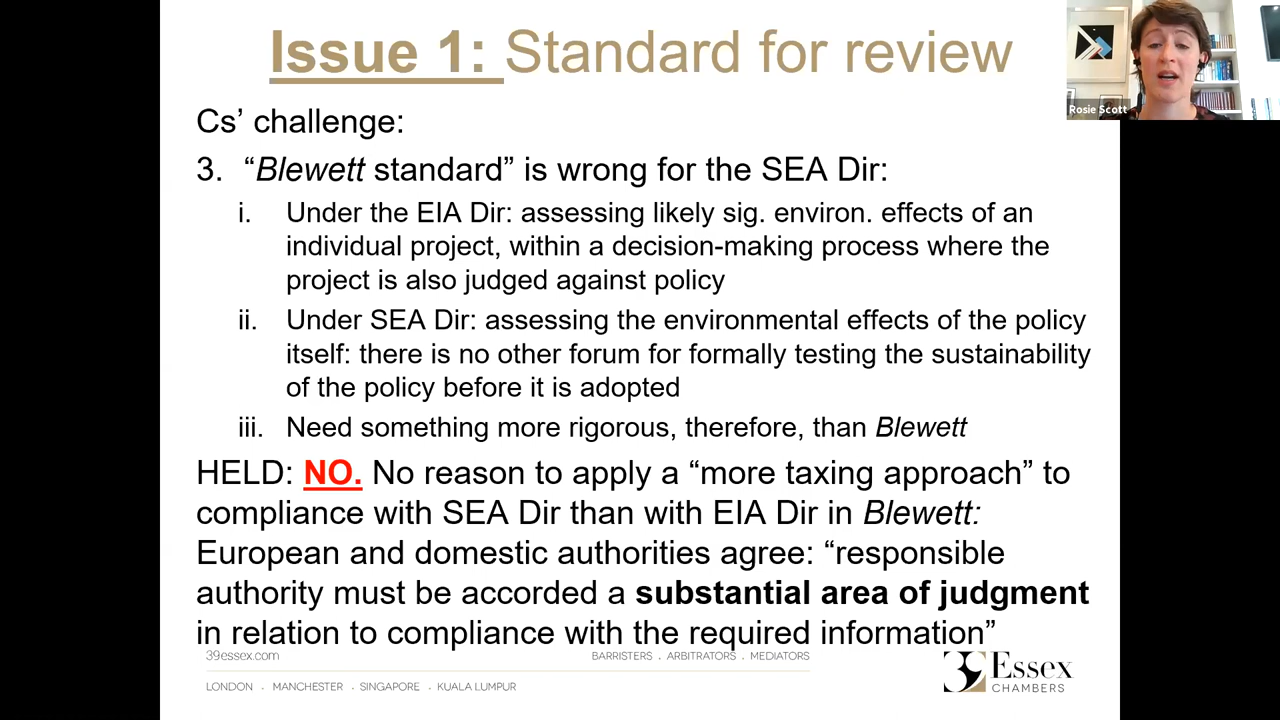 Issue 1: Standard for review
Rosie Scott
Cs’ challenge:
3. “Blewett standard” is wrong for the SEA Dir:
i. Under the EIA Dir: assessing likely sig. environ. effects of an
individual project, within a decision-making process where the
project is also judged against policy
ii. Under SEA Dir: assessing the environmental effects of the policy
itself: there is no other forum for formally testing the sustainability
of the policy before it is adopted
iii. Need something more rigorous, therefore, than Blewett
HELD: NO. No reason to apply a “more taxing approach” to
compliance with SEA Dir than with EIA Dir in Blewett:
European and domestic authorities agree: “responsible
authority must be accorded a substantial area of judgment
in relation to compliance with the required information”
39essex.com
BARRISTERS . ARBITRATORS . MEDIATORS
LONDON . MANCHESTER . SINGAPORE . KUALA LUMPUR
39 Essex
CHAMBERS